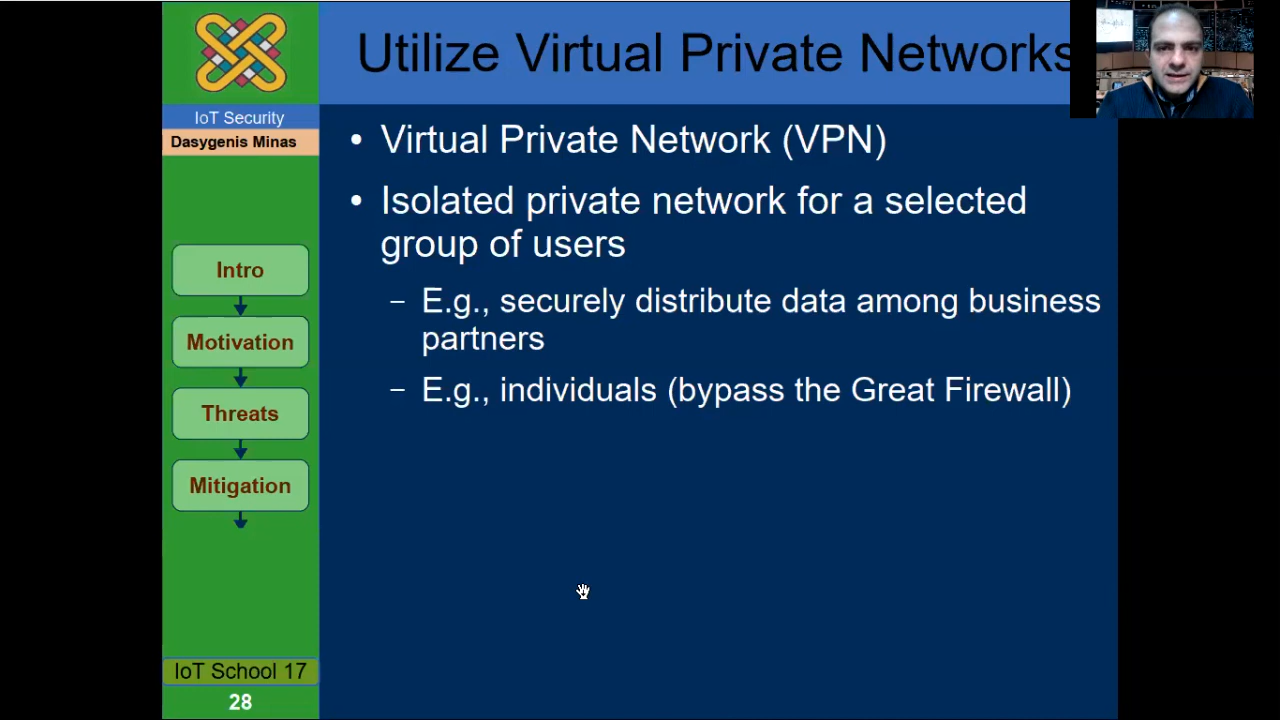 Utilize Virtual Private Networks
IoT Security
Dasygenis Minas
• Virtual Private Network (VPN)
• Isolated private network for a selected
group of users
– E.g., securely distribute data among business
partners
– E.g., individuals (bypass the Great Firewall)
Intro
Motivation
Threats
Mitigation
IoT School 17
28